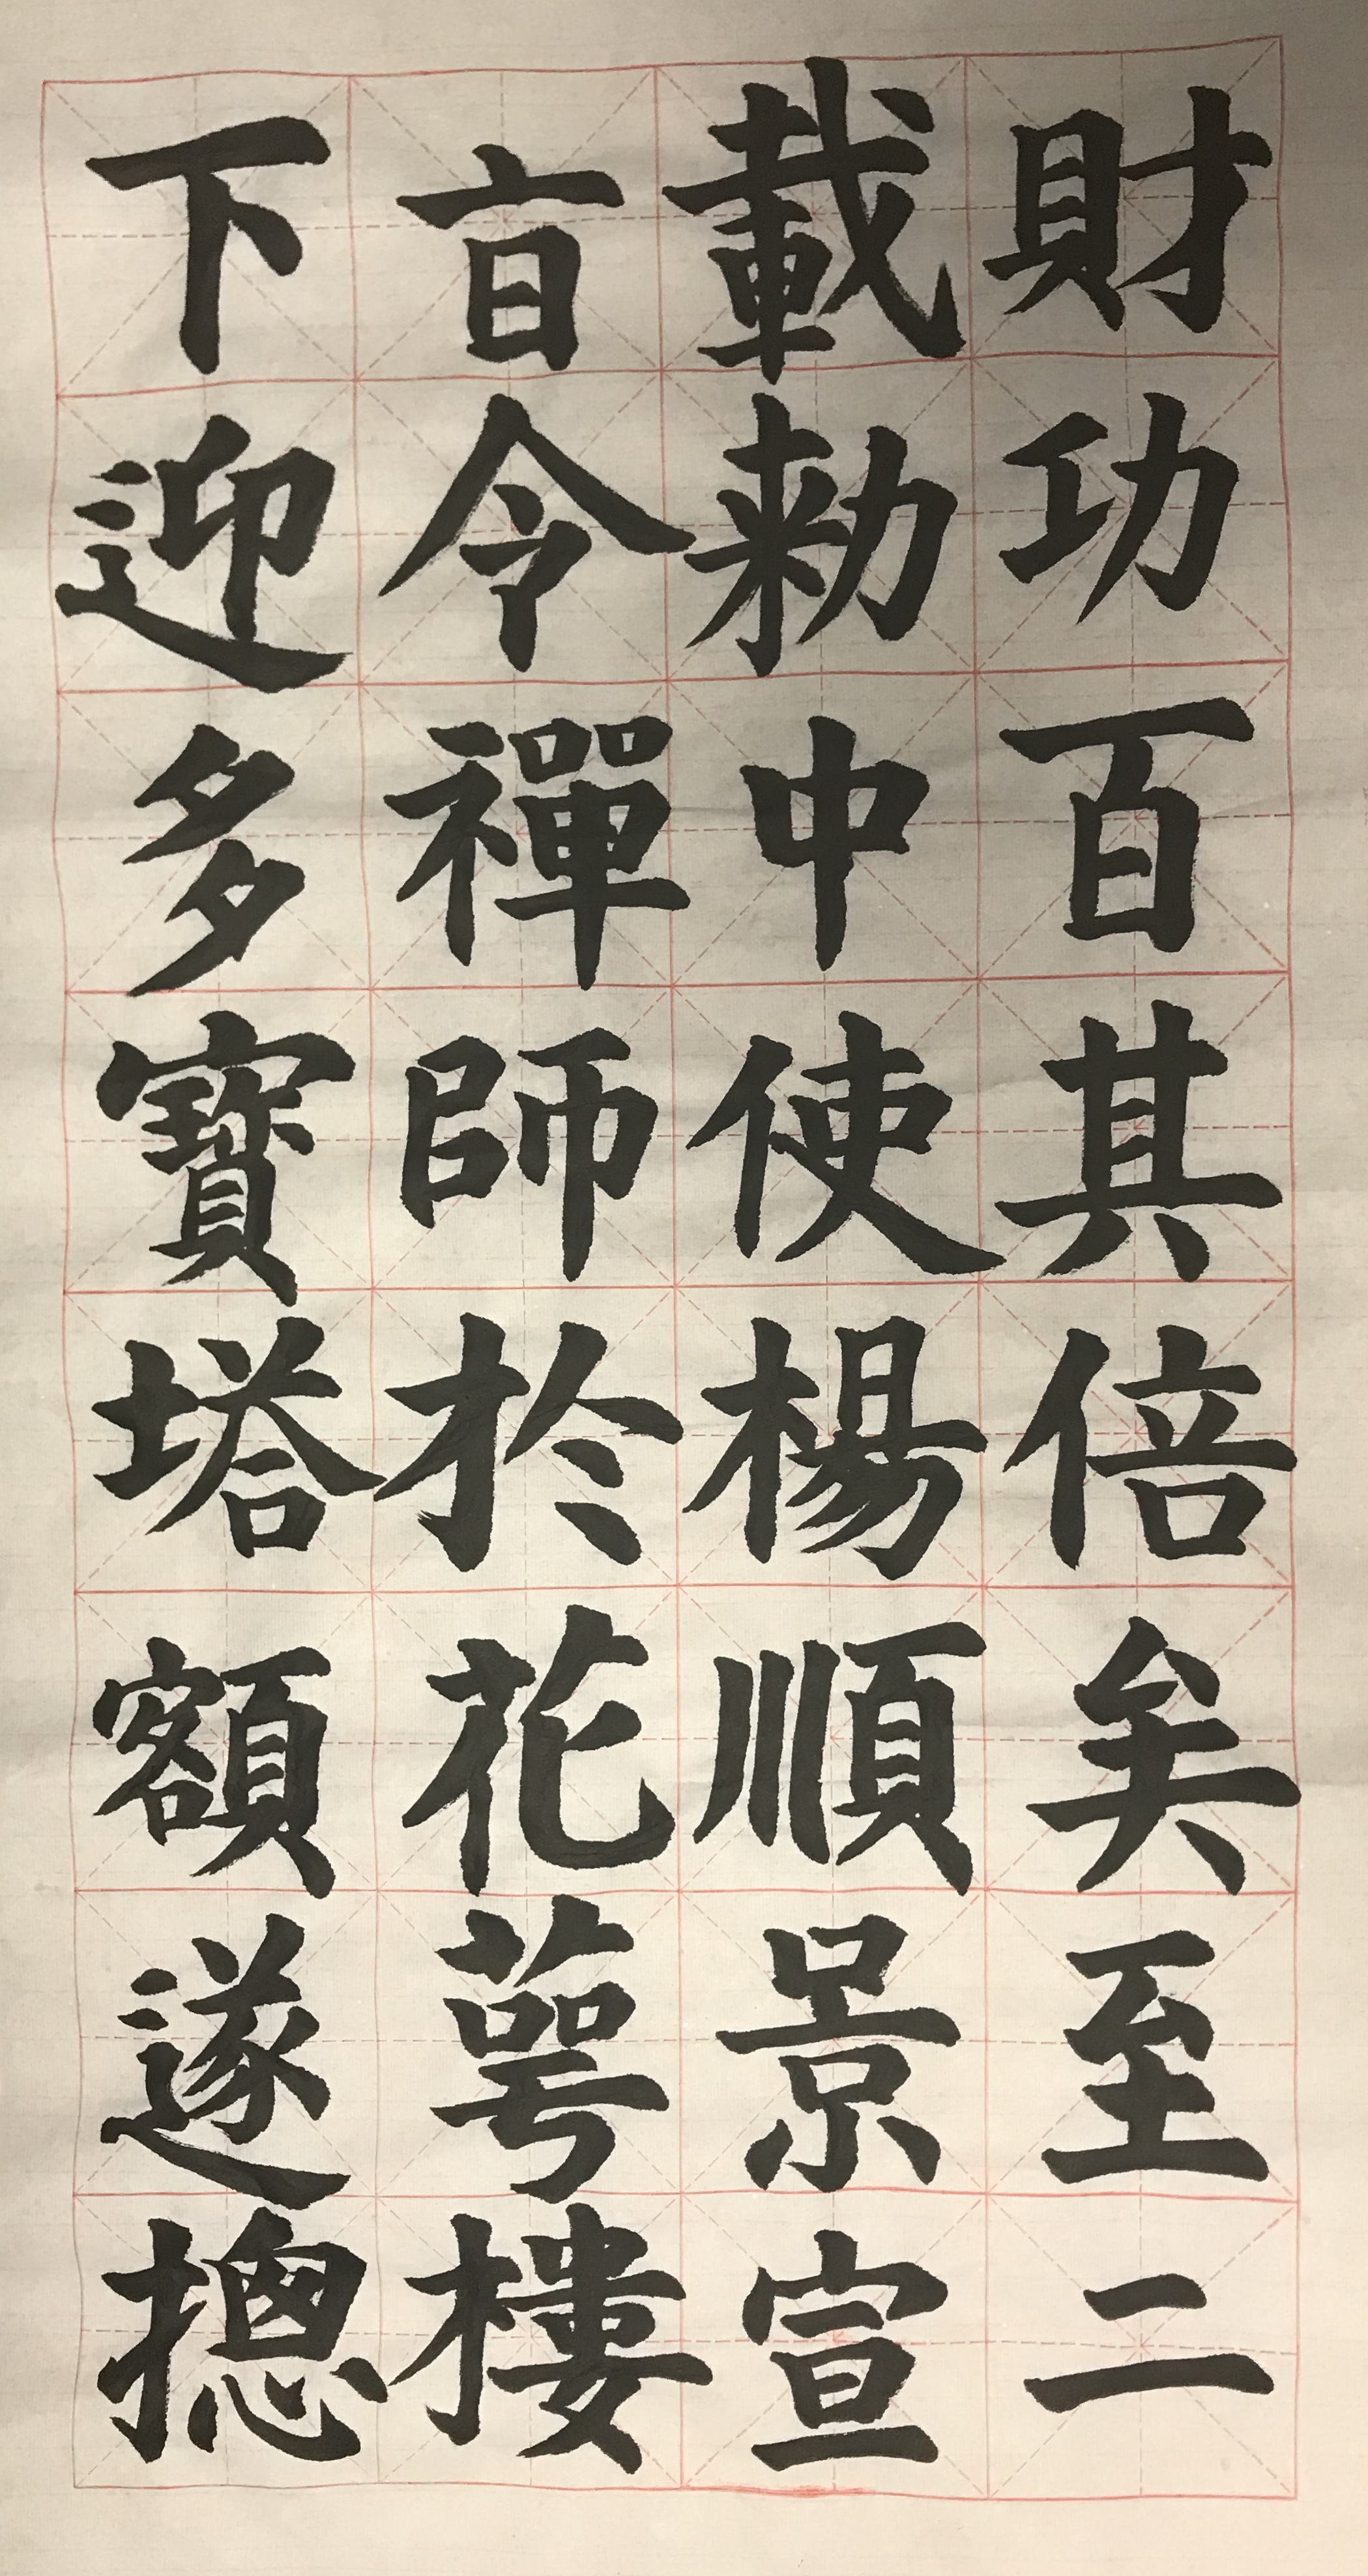 財功百其倍矣至二
載勑中使楊順景宣
旨令禪師於花萼樓
下迎多寶塔額遂摠